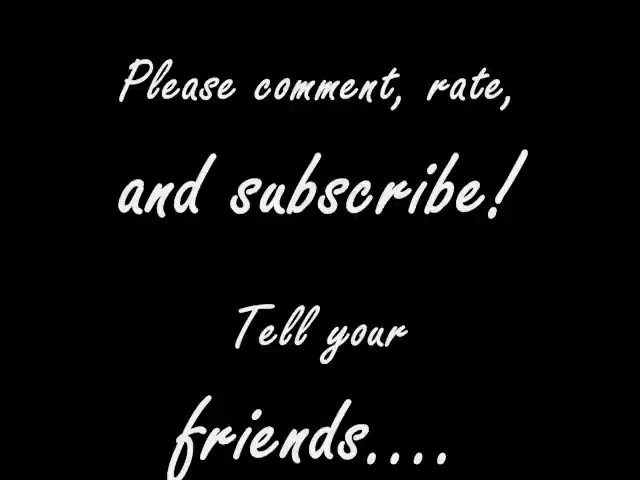 Please comment, rate,
and subscribe!
Tell your
friends....